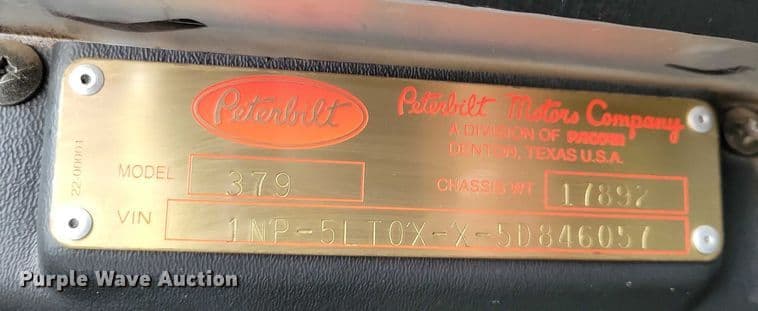 Peterbilt
Peterbilt Motors Company
A DIVISION OF PACCAR
DENTON, TEXAS U.S.A.
22-00001
MODEL 379
CHASSIS WT 17892
VIN 1NP-5LT0X-X-5D846057
Purple Wave Auction